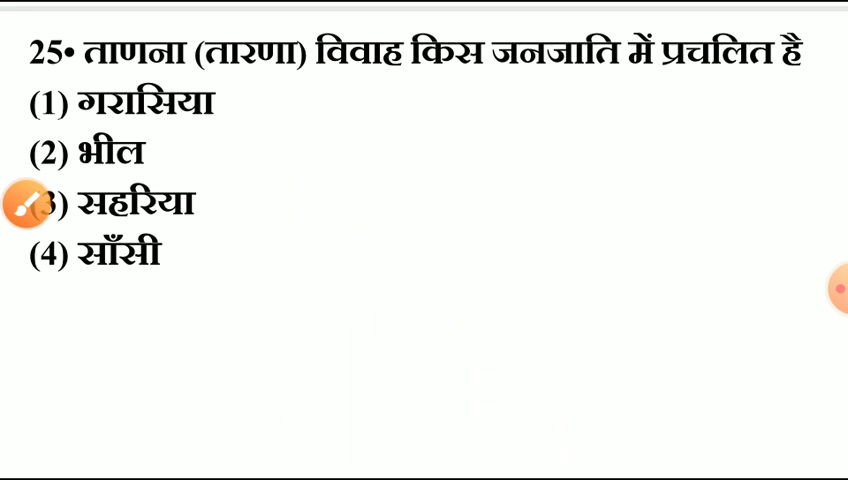 25• ताणना (तारणा) विवाह किस जनजाति में प्रचलित है
(1) गरासिया
(2) भील
(3) सहरिया
(4) साँसी